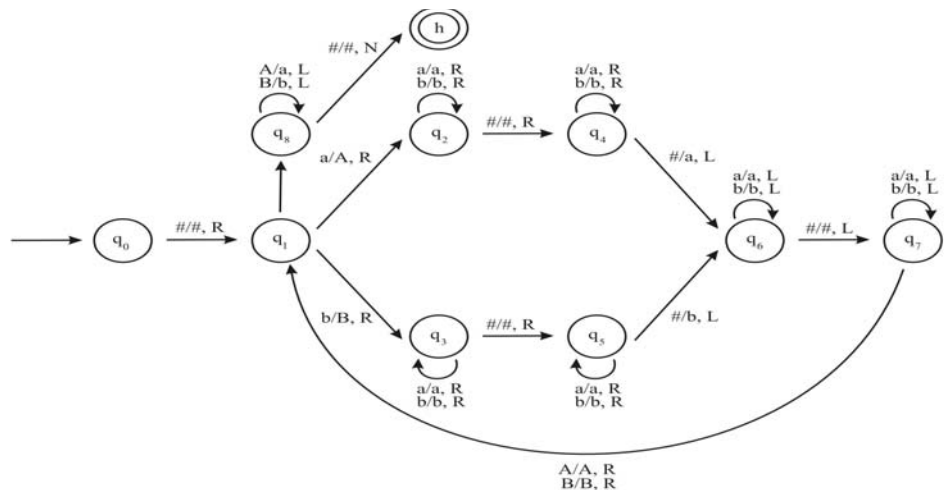 h
#/#, N
A/a, L
B/b, L
a/a, R
b/b, R
a/a, R
b/b, R
q8
q2
#/#, R
q4
a/A, R
#/a, L
a/a, L
b/b, L
a/a, L
b/b, L
q0
#/#, R
q1
q6
#/#, L
q7
b/B, R
#/b, L
q3
#/#, R
q5
a/a, R
b/b, R
a/a, R
b/b, R
A/A, R
B/B, R